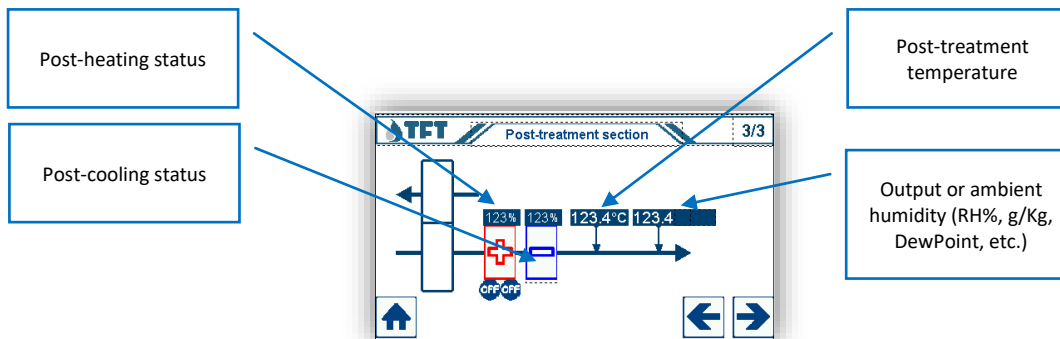 Post-heating status
Post-treatment
temperature
TFT
Post-treatment section
3/3
Post-cooling status
Output or ambient
humidity (RH%, g/Kg,
DewPoint, etc.)
123%
123%
123.4°C
123.4
OFF OFF